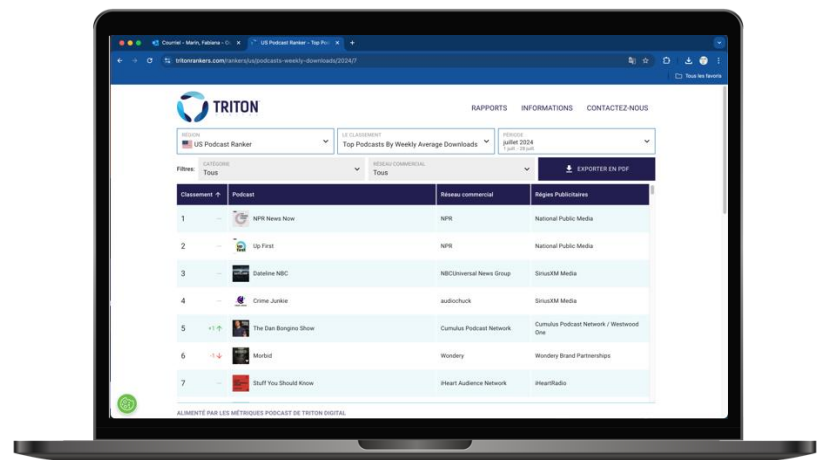 Courriel - Marin, Fabiana - O
US Podcast Ranker - Top Po
tritonrankers.com/rankers/us/podcasts-weekly-downloads/2024/7
Tous les favoris
TRITON
RAPPORTS INFORMATIONS CONTACTEZ-NOUS
RÉGION
US Podcast Ranker
LE CLASSEMENT
Top Podcasts By Weekly Average Downloads
PÉRIODE
juillet 2024
Filtres:
CATÉGORIE
Tous
RÉSEAU COMMERCIAL
Tous
EXPORTER EN PDF
Classement ↑ Podcast Réseau commercial Régies Publicitaires
1 NPR News Now NPR National Public Media
2 Up First NPR National Public Media
3 Dateline NBC NBCUniversal News Group SiriusXM Media
4 Crime Junkie audiochuck SiriusXM Media
5 +1 ↑ The Dan Bongino Show Cumulus Podcast Network Cumulus Podcast Network / Westwood One
6 -1 ↓ Morbid Wondery Wondery Brand Partnerships
7 Stuff You Should Know iHeart Audience Network iHeartRadio
ALIMENTÉ PAR LES MÉTRIQUES PODCAST DE TRITON DIGITAL